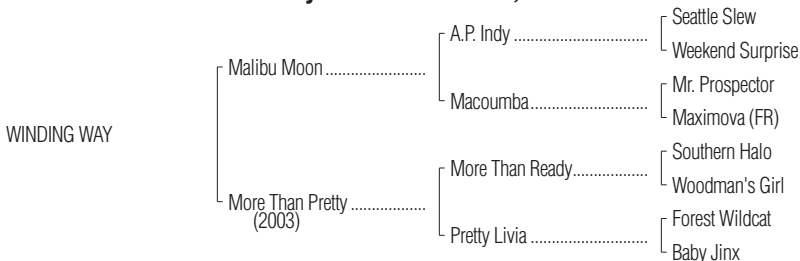 Seattle Slew
A.P. Indy ................................
Weekend Surprise
Malibu Moon ........................
Mr. Prospector
Macoumba............................
Maximova (FR)
WINDING WAY
Southern Halo
More Than Ready..................
Woodman's Girl
More Than Pretty ..................
(2003)
Forest Wildcat
Pretty Livia ............................
Baby Jinx